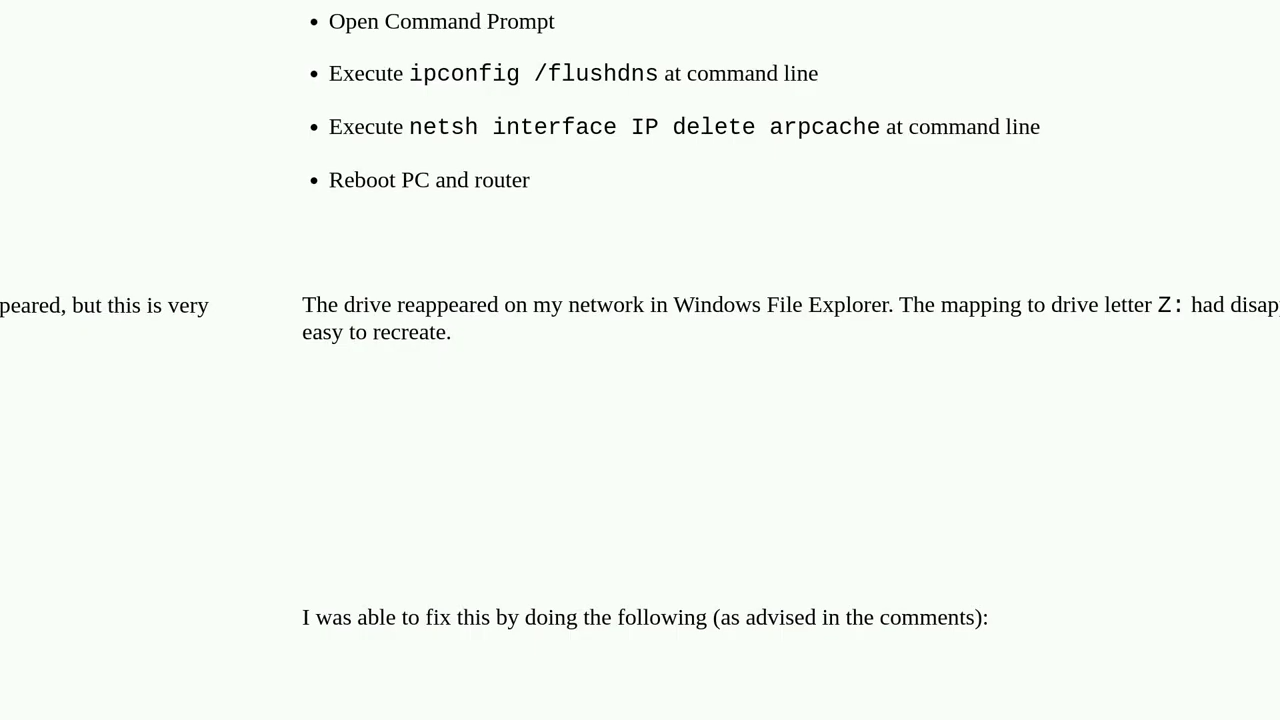 • Open Command Prompt
• Execute ipconfig /flushdns at command line
• Execute netsh interface IP delete arpcache at command line
• Reboot PC and router
peared, but this is very
The drive reappeared on my network in Windows File Explorer. The mapping to drive letter Z: had disap
easy to recreate.
I was able to fix this by doing the following (as advised in the comments):